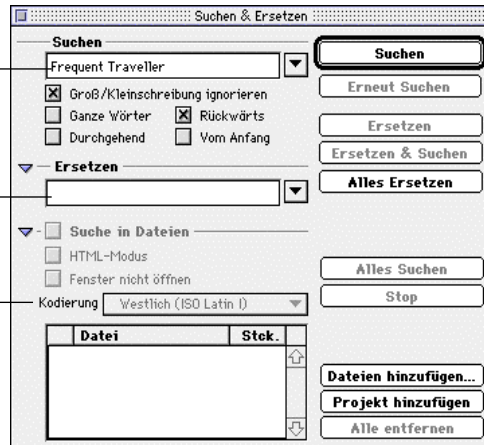 Suchen & Ersetzen
Suchen
Frequent Traveller
Groß/Kleinschreibung ignorieren
Ganze Wörter Rückwärts
Durchgehend Vom Anfang
Ersetzen
Suche in Dateien
HTML-Modus
Fenster nicht öffnen
Kodierung Westlich (ISO Latin I)
Datei Stck.
Suchen
Erneut Suchen
Ersetzen
Ersetzen & Suchen
Alles Ersetzen
Alles Suchen
Stop
Dateien hinzufügen...
Projekt hinzufügen
Alle entfernen